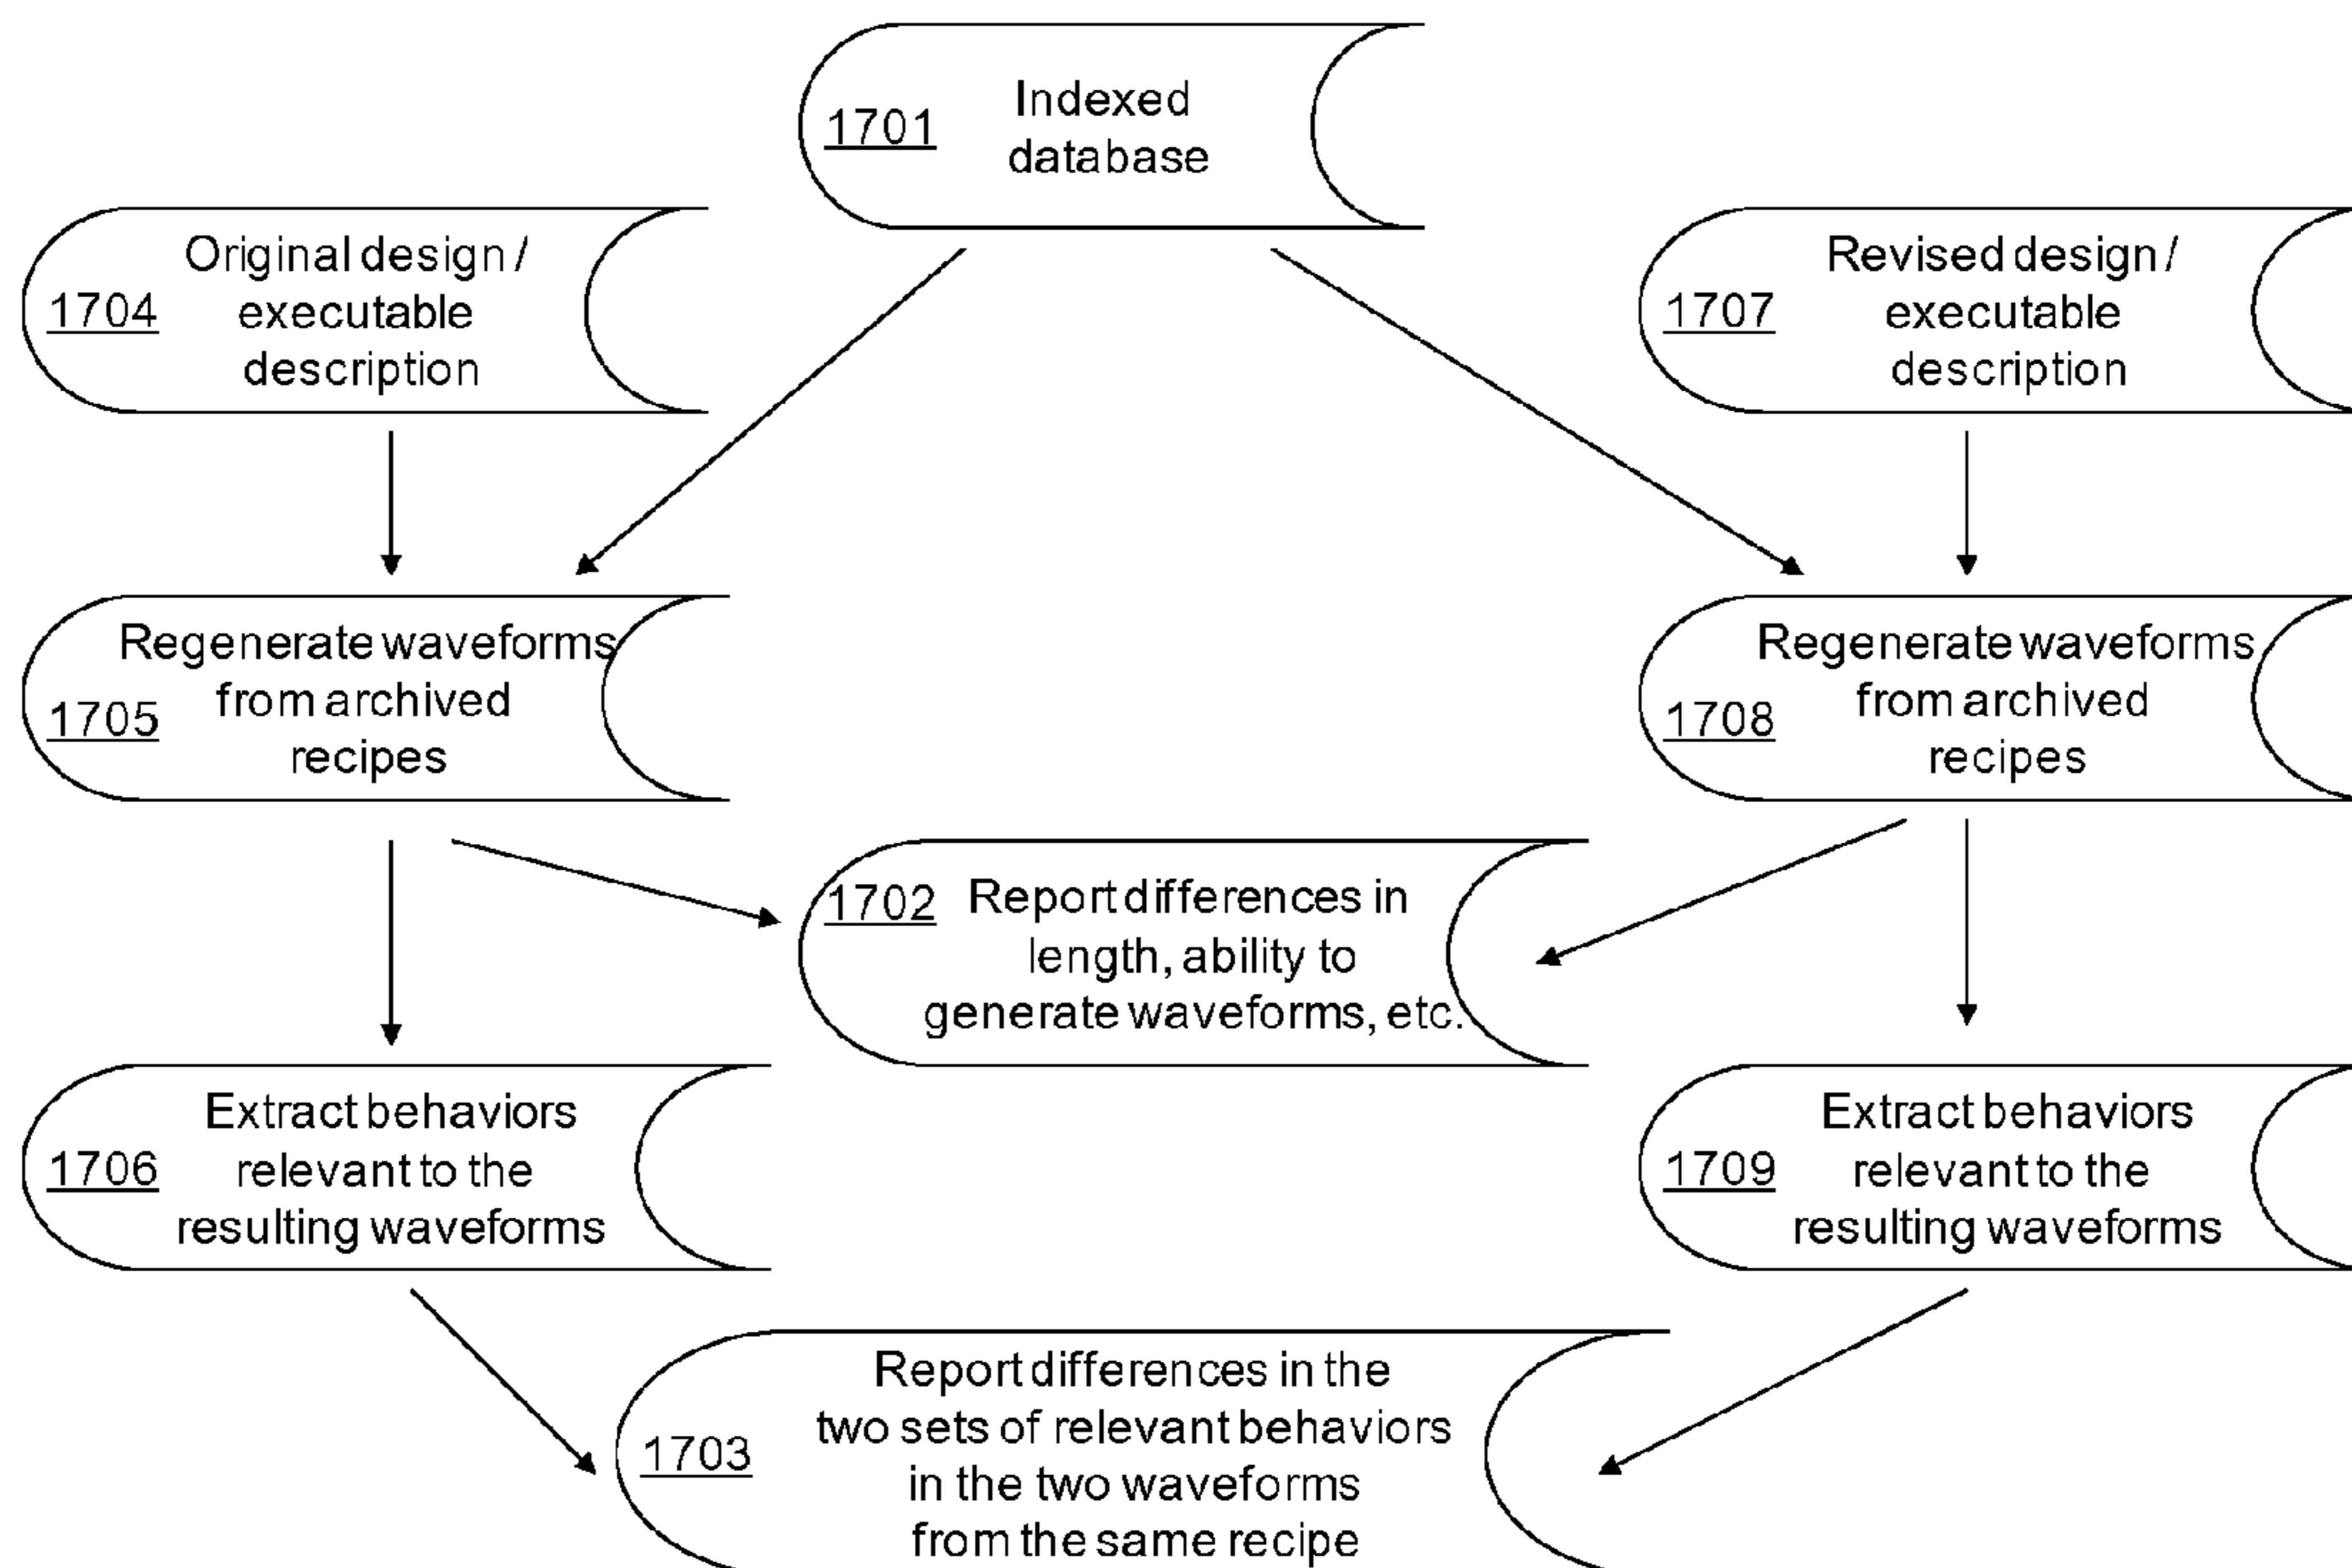 1701
Indexed
database
1704
Original design /
executable
description
1707
Revised design /
executable
description
1705
Regenerate waveforms
from archived
recipes
1708
Regenerate waveforms
from archived
recipes
1702
Report differences in
length, ability to
generate waveforms, etc.
1706
Extract behaviors
relevant to the
resulting waveforms
1709
Extract behaviors
relevant to the
resulting waveforms
1703
Report differences in the
two sets of relevant behaviors
in the two waveforms
from the same recipe